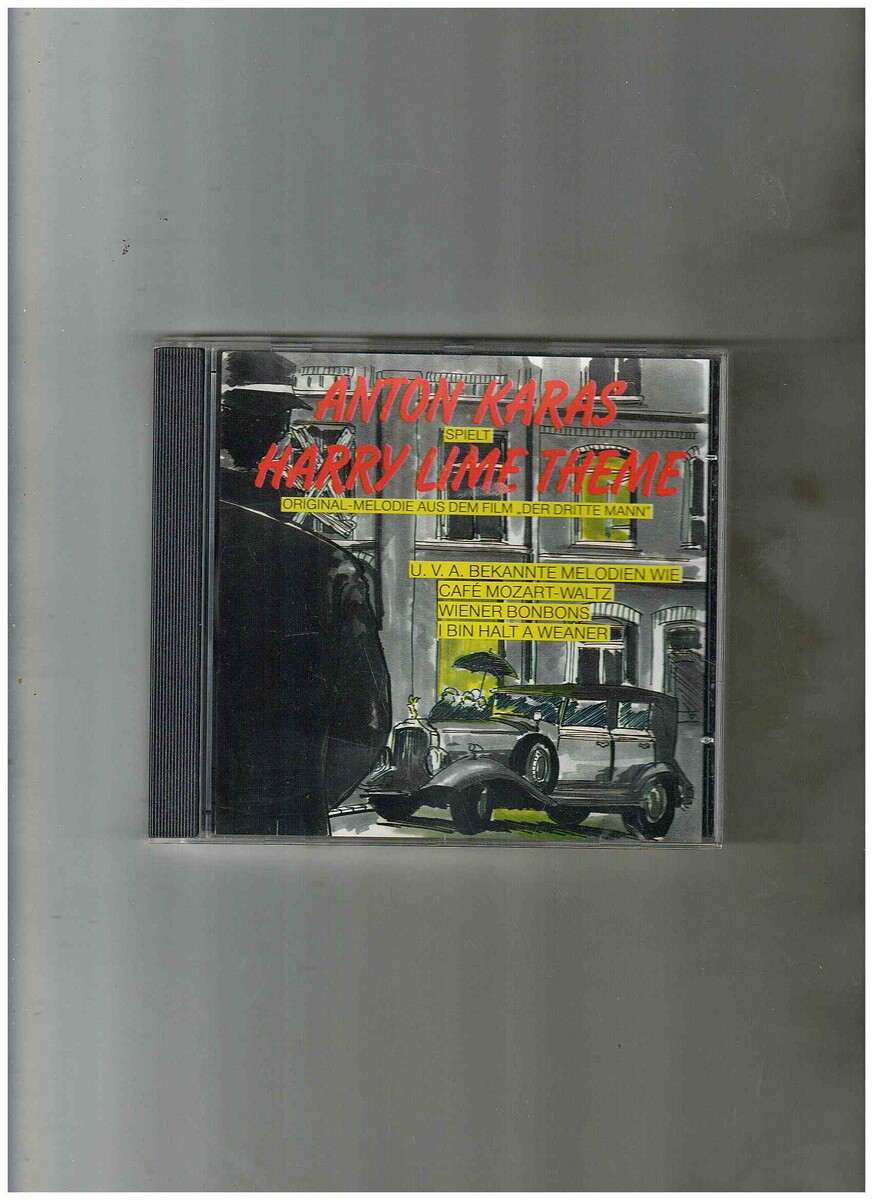 ANTON KARAS
SPIELT
HARRY LIME THEME
ORIGINAL-MELODIE AUS DEM FILM „DER DRITTE MANN"
U. V. A. BEKANNTE MELODIEN WIE
CAFÉ MOZART-WALTZ
WIENER BONBONS
I BIN HALT A WEANER